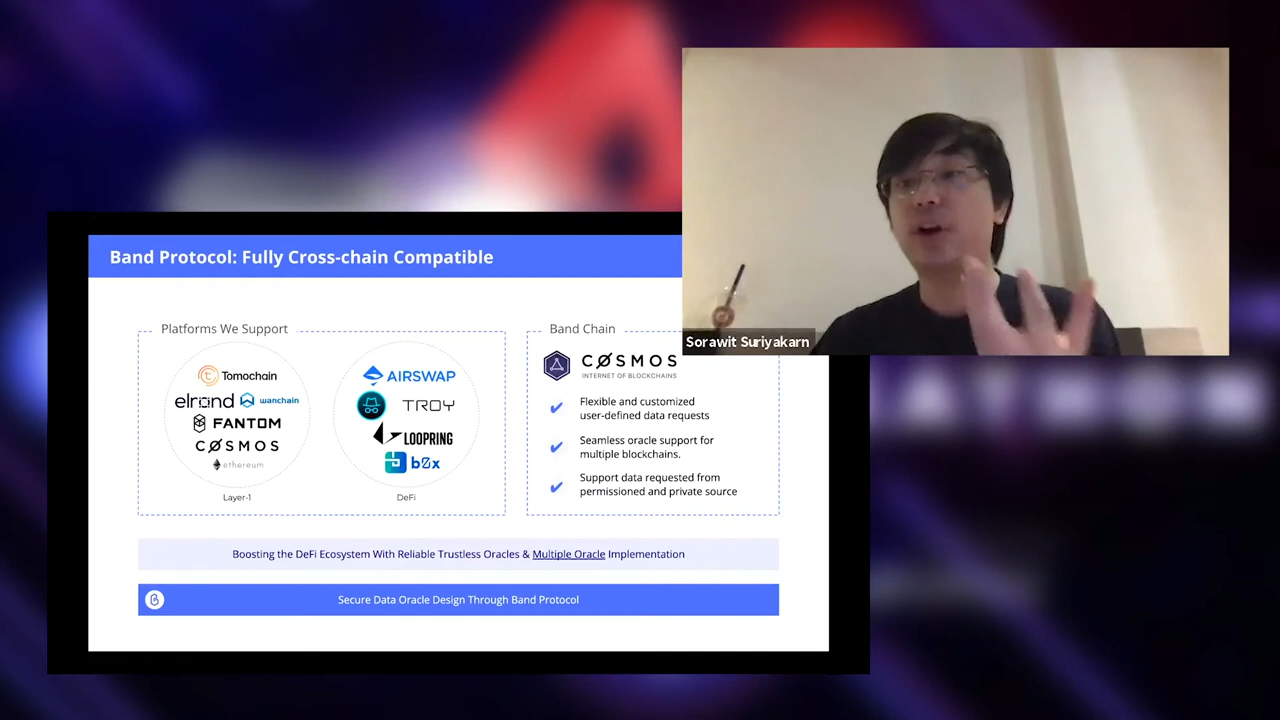 Sorawit Suriyakarn
Band Protocol: Fully Cross-chain Compatible
Platforms We Support
Tomochain
elrond
wanchain
FANTOM
CØSMOS
ethereum
Layer-1
AIRSWAP
TROY
LOOPRING
b0x
DeFi
Band Chain
CØSMOS
INTERNET OF BLOCKCHAINS
Flexible and customized
user-defined data requests
Seamless oracle support for
multiple blockchains.
Support data requested from
permissioned and private source
Boosting the DeFi Ecosystem With Reliable Trustless Oracles & Multiple Oracle Implementation
Secure Data Oracle Design Through Band Protocol